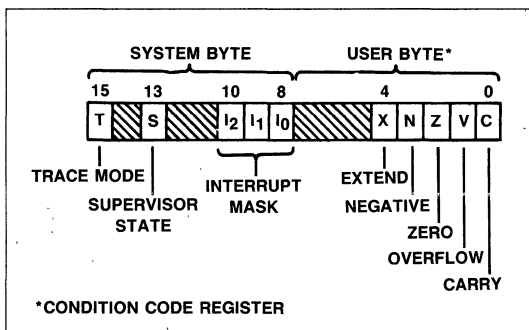 SYSTEM BYTE USER BYTE*
15 13 10 8 4 0
T S I2 I1 I0 X N Z V C
TRACE MODE
SUPERVISOR
STATE
INTERRUPT
MASK
EXTEND
NEGATIVE
ZERO
OVERFLOW
CARRY
*CONDITION CODE REGISTER